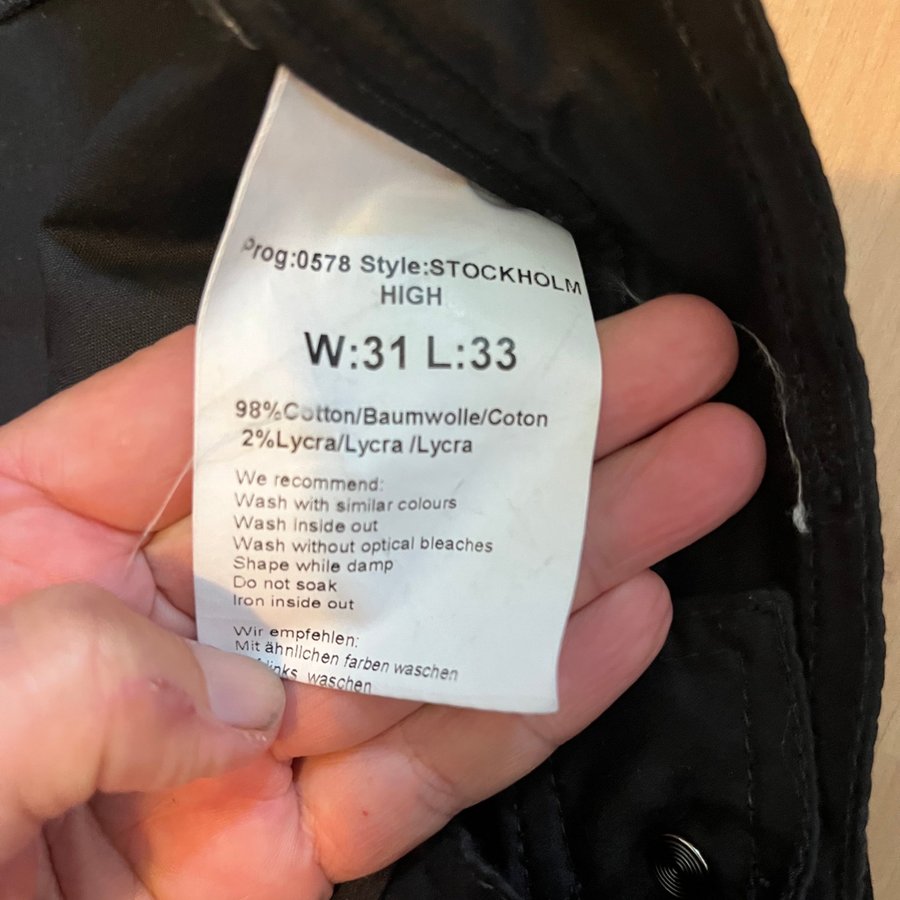 Prog:0578 Style:STOCKHOLM
HIGH
W:31 L:33
98%Cotton/Baumwolle/Coton
2%Lycra/Lycra /Lycra
We recommend:
Wash with similar colours
Wash inside out
Wash without optical bleaches
Shape while damp
Do not soak
Iron inside out
Wir empfehlen:
Mit ähnlichen farben waschen
waschen